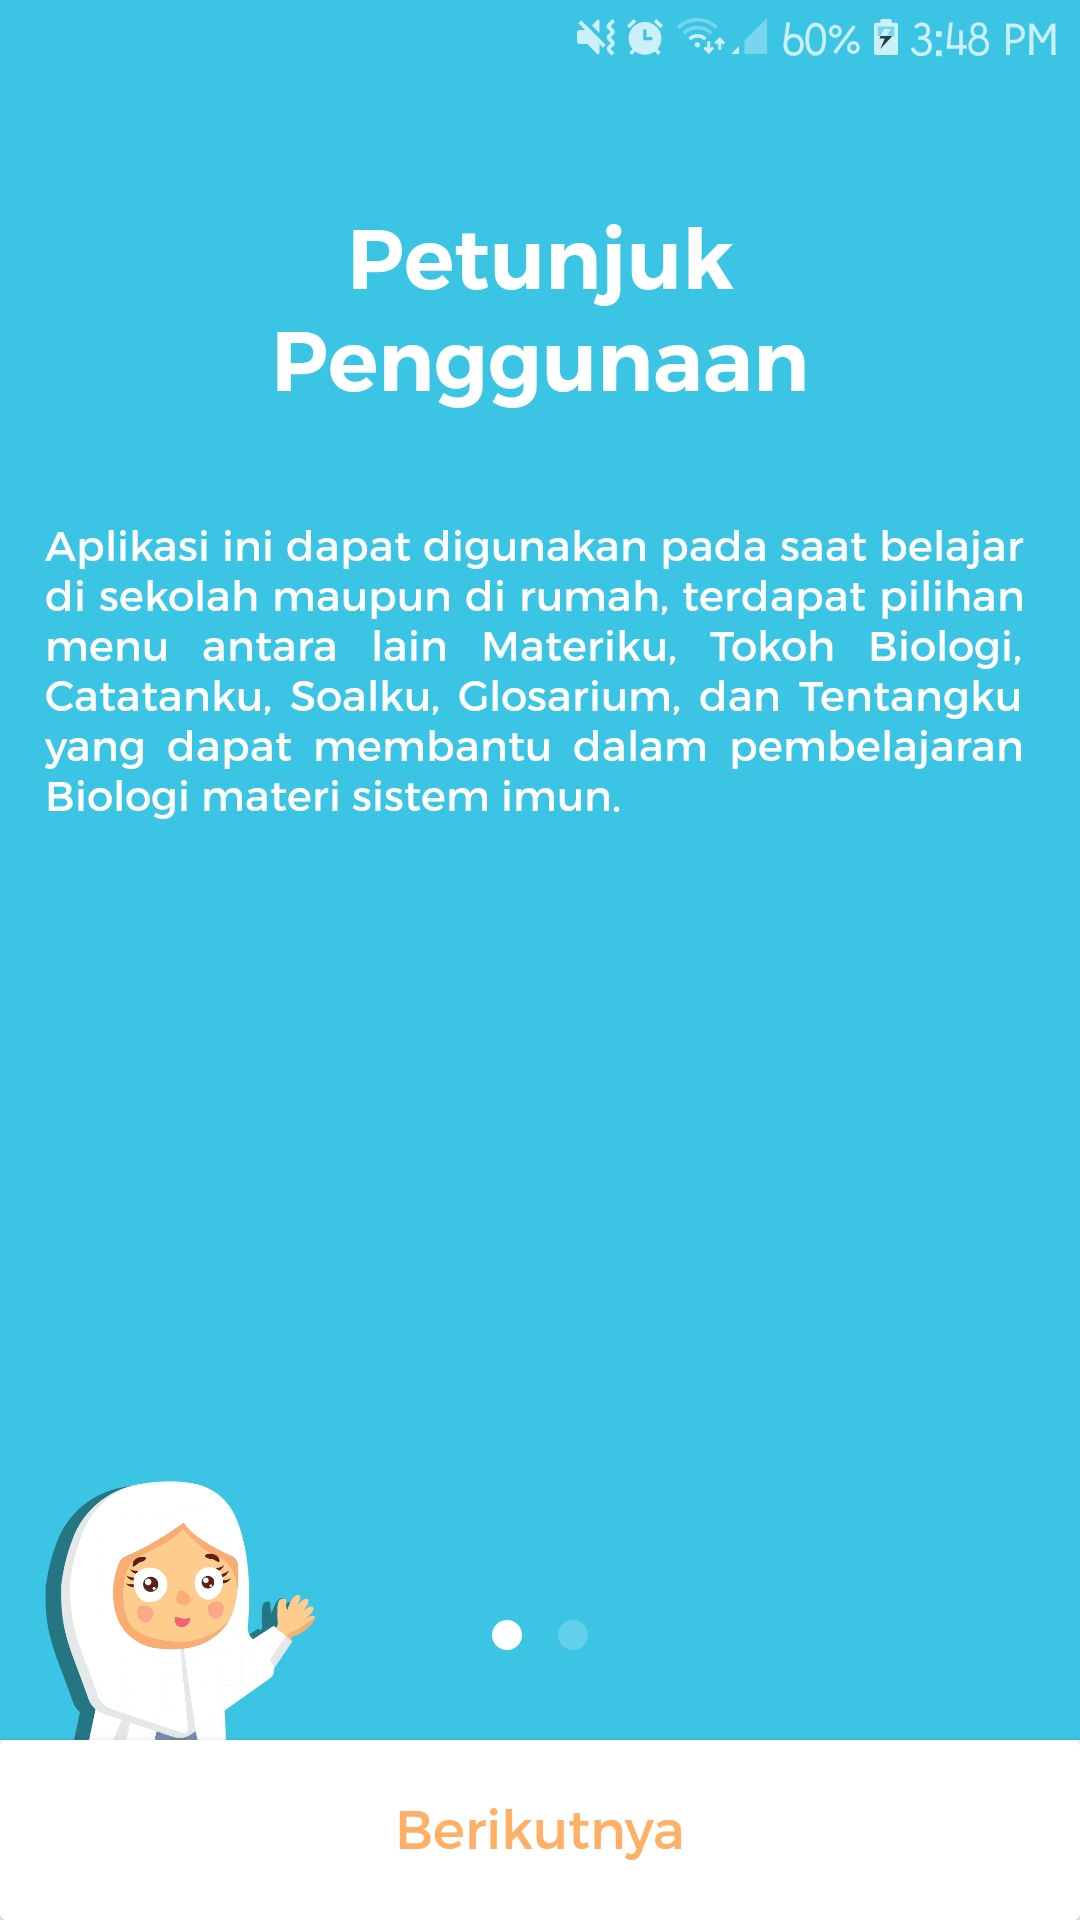 60% 3:48 PM
Petunjuk
Penggunaan
Aplikasi ini dapat digunakan pada saat belajar
di sekolah maupun di rumah, terdapat pilihan
menu antara lain Materiku, Tokoh Biologi,
Catatanku, Soalku, Glosarium, dan Tentangku
yang dapat membantu dalam pembelajaran
Biologi materi sistem imun.
Berikutnya